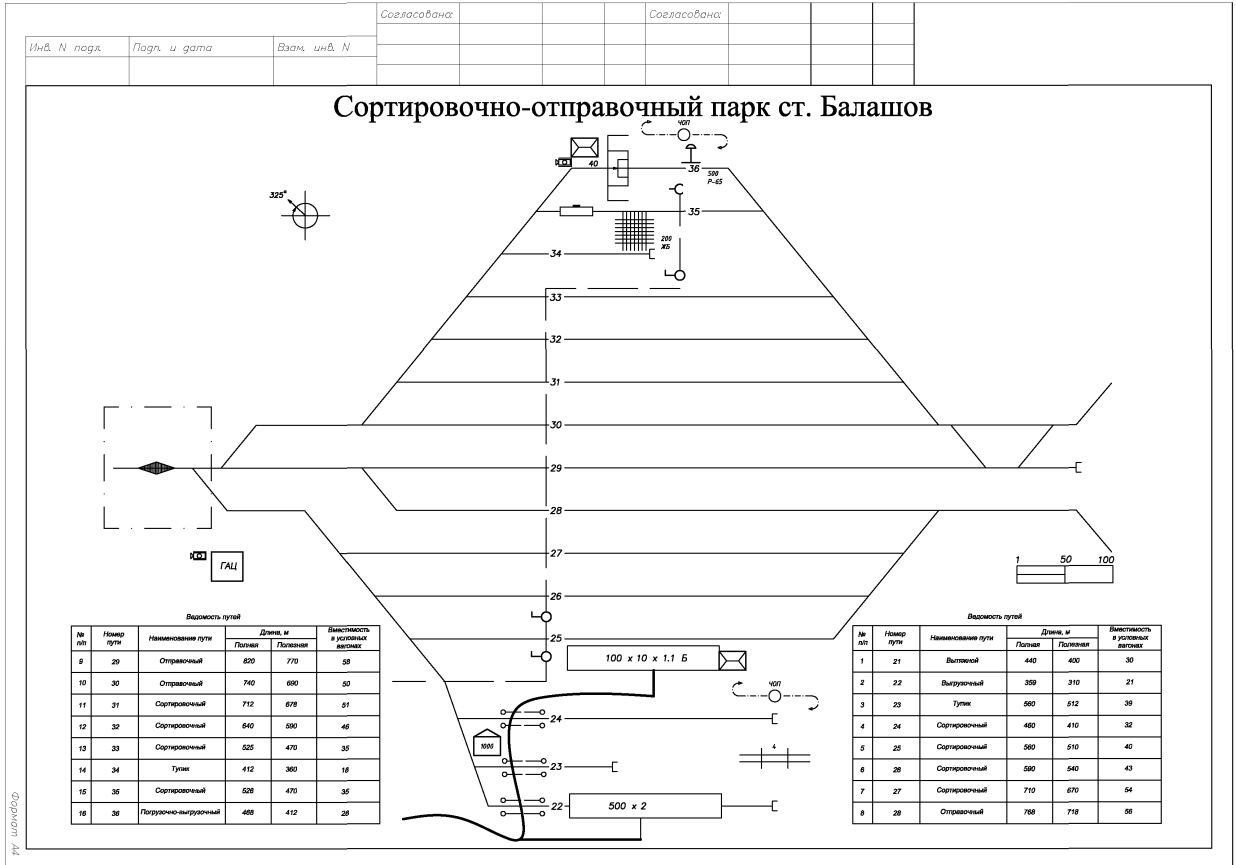 Согласовано: Согласовано:
Инв. N подл. Подп. и дата Взам. инв. N
Сортировочно-отправочный парк ст. Балашов
ЧОП
40
36
500
Р-65
325°
35
200
ЖБ
34
33
32
31
30
29
28
27
26
25
ГАЦ
1 50 100
100 х 10 х 1.1 Б
ЧОП
24
1000
4
23
22
500 х 2
Ведомость путей
№ п/п Номер пути Наименование пути Длина, м Вместимость в условных вагонах
Полная Полезная
9 29 Отправочный 820 770 58
10 30 Отправочный 740 690 50
11 31 Сортировочный 712 678 51
12 32 Сортировочный 640 590 46
13 33 Сортировочный 525 470 35
14 34 Тупик 412 360 18
15 35 Сортировочный 526 470 35
16 36 Погрузочно-выгрузочный 468 412 28
Ведомость путей
№ п/п Номер пути Наименование пути Длина, м Вместимость в условных вагонах
Полная Полезная
1 21 Вытяжной 440 400 30
2 22 Выгрузочный 359 310 21
3 23 Тупик 560 512 39
4 24 Сортировочный 460 410 32
5 25 Сортировочный 560 510 40
6 26 Сортировочный 590 540 43
7 27 Сортировочный 710 670 54
8 28 Отправочный 768 718 56
Формат А4